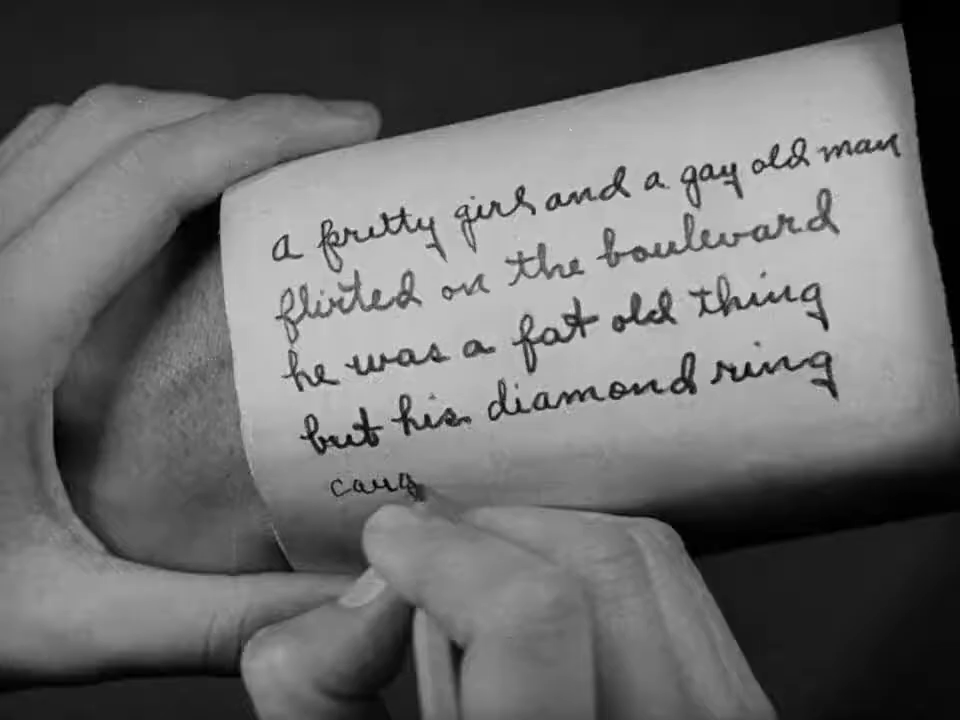 a pretty girl and a gay old man
flirted on the boulevard
he was a fat old thing
but his diamond ring
caug